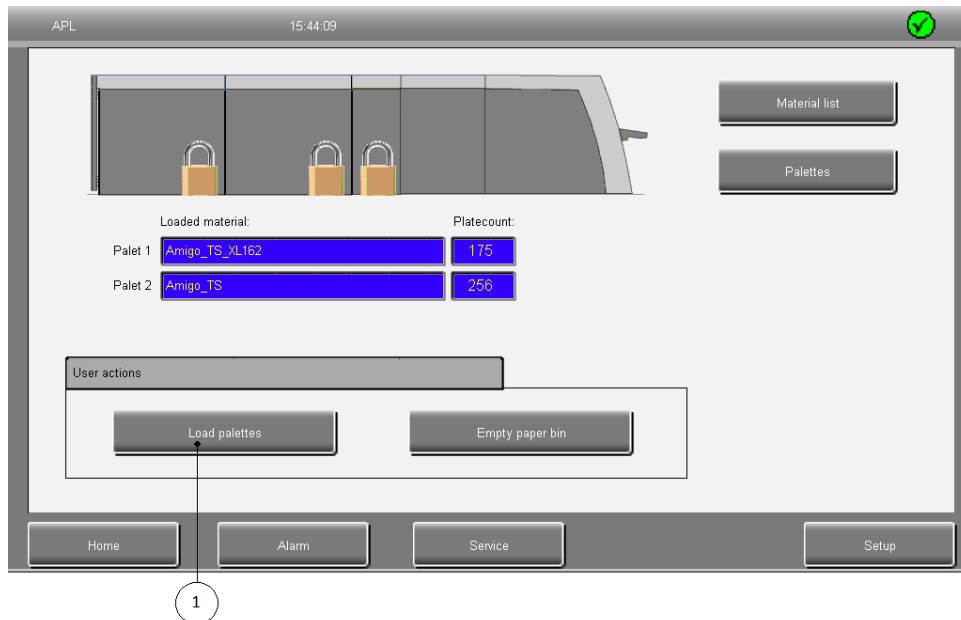 APL 15:44:09
Material list
Palettes
Loaded material: Platecount:
Palet 1 Amigo_TS_XL162 175
Palet 2 Amigo_TS 256
User actions
Load palettes Empty paper bin
Home Alarm Service Setup
1